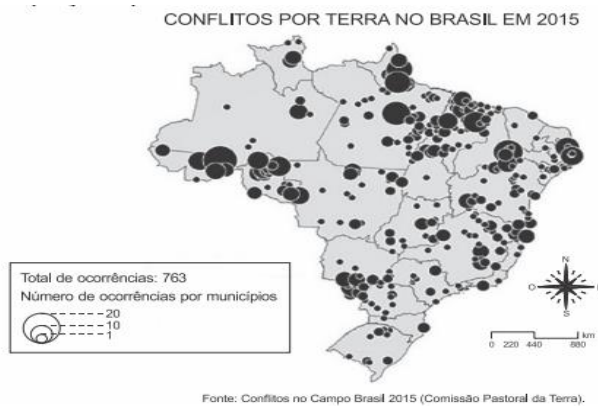 CONFLITOS POR TERRA NO BRASIL EM 2015
Total de ocorrências: 763
Número de ocorrências por municípios
20
10
1
N
O
S
km
0 220 440 880
Fonte: Conflitos no Campo Brasil 2015 (Comissão Pastoral da Terra).